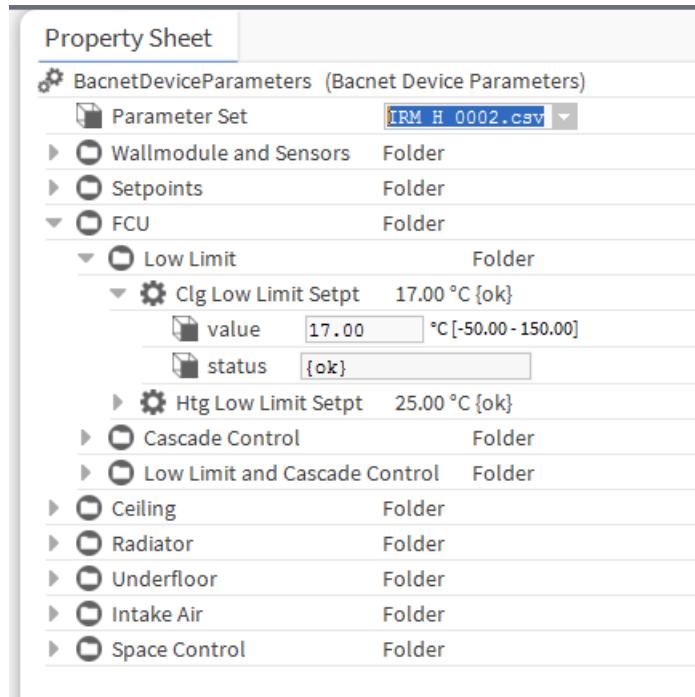 Property Sheet
BacnetDeviceParameters (Bacnet Device Parameters)
Parameter Set IRM_H_0002.csv
Wallmodule and Sensors Folder
Setpoints Folder
FCU Folder
Low Limit Folder
Clg Low Limit Setpt 17.00 °C {ok}
value 17.00 °C [-50.00 - 150.00]
status {ok}
Htg Low Limit Setpt 25.00 °C {ok}
Cascade Control Folder
Low Limit and Cascade Control Folder
Ceiling Folder
Radiator Folder
Underfloor Folder
Intake Air Folder
Space Control Folder